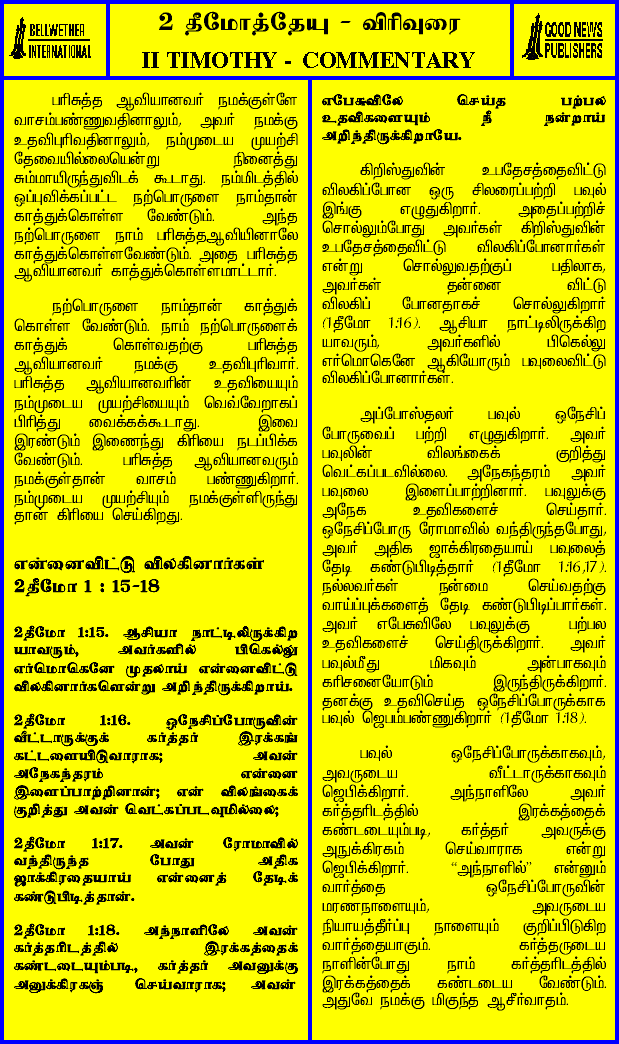 BELLWETHER
INTERNATIONAL
2 தீமோத்தேயு - விரிவுரை
II TIMOTHY - COMMENTARY
GOOD NEWS
PUBLISHERS
பரிசுத்த ஆவியானவர் நமக்குள்ளே
வாசம்பண்ணுவதினாலும், அவர் நமக்கு
உதவிபுரிவதினாலும், நம்முடைய முயற்சி
தேவையில்லையென்று நினைத்து
சும்மாயிருந்துவிடக் கூடாது. நம்மிடத்தில்
ஒப்புவிக்கப்பட்ட நற்பொருளை நாம்தான்
காத்துக்கொள்ள வேண்டும். அந்த
நற்பொருளை நாம் பரிசுத்தஆவியினாலே
காத்துக்கொள்ளவேண்டும். அதை பரிசுத்த
ஆவியானவர் காத்துக்கொள்ளமாட்டார்.
நற்பொருளை நாம்தான் காத்துக்
கொள்ள வேண்டும். நாம் நற்பொருளைக்
காத்துக் கொள்வதற்கு பரிசுத்த
ஆவியானவர் நமக்கு உதவிபுரிவார்.
பரிசுத்த ஆவியானவரின் உதவியையும்
நம்முடைய முயற்சியையும் வெவ்வேறாகப்
பிரித்து வைக்கக்கூடாது. இவை
இரண்டும் இணைந்து கிரியை நடப்பிக்க
வேண்டும். பரிசுத்த ஆவியானவரும்
நமக்குள்தான் வாசம் பண்ணுகிறார்.
நம்முடைய முயற்சியும் நமக்குள்ளிருந்து
தான் கிரியை செய்கிறது.
என்னைவிட்டு விலகினார்கள்
2தீமோ 1 : 15-18
2தீமோ 1:15. ஆசியா நாட்டிலிருக்கிற
யாவரும், அவர்களில் பிகெல்லு
எர்மொகெனே முதலாய் என்னைவிட்டு
விலகினார்களென்று அறிந்திருக்கிறாய்.
2தீமோ 1:16. ஒநேசிப்போருவின்
வீட்டாருக்குக் கர்த்தர் இரக்கங்
கட்டளையிடுவாராக; அவன்
அநேகந்தரம் என்னை
இளைப்பாற்றினான்; என் விலங்கைக்
குறித்து அவன் வெட்கப்படவுமில்லை;
2தீமோ 1:17. அவன் ரோமாவில்
வந்திருந்த போது அதிக
ஜாக்கிரதையாய் என்னைத் தேடிக்
கண்டுபிடித்தான்.
2தீமோ 1:18. அந்நாளிலே அவன்
கர்த்தரிடத்தில் இரக்கத்தைக்
கண்டடையும்படி, கர்த்தர் அவனுக்கு
அனுக்கிரகஞ் செய்வாராக; அவன்
எபேசுவிலே செய்த பற்பல
உதவிகளையும் நீ நன்றாய்
அறிந்திருக்கிறாயே.
கிறிஸ்துவின் உபதேசத்தைவிட்டு
விலகிப்போன ஒரு சிலரைப்பற்றி பவுல்
இங்கு எழுதுகிறார். அதைப்பற்றிச்
சொல்லும்போது அவர்கள் கிறிஸ்துவின்
உபதேசத்தைவிட்டு விலகிப்போனார்கள்
என்று சொல்லுவதற்குப் பதிலாக,
அவர்கள் தன்னை விட்டு
விலகிப் போனதாகச் சொல்லுகிறார்
(1தீமோ 1:16). ஆசியா நாட்டிலிருக்கிற
யாவரும், அவர்களில் பிகெல்லு
எர்மொகெனே ஆகியோரும் பவுலைவிட்டு
விலகிப்போனார்கள்.
அப்போஸ்தலர் பவுல் ஒநேசிப்
போருவைப் பற்றி எழுதுகிறார். அவர்
பவுலின் விலங்கைக் குறித்து
வெட்கப்படவில்லை. அநேகந்தரம் அவர்
பவுலை இளைப்பாற்றினார். பவுலுக்கு
அநேக உதவிகளைச் செய்தார்.
ஒநேசிப்போரு ரோமாவில் வந்திருந்தபோது,
அவர் அதிக ஜாக்கிரதையாய் பவுலைத்
தேடி கண்டுபிடித்தார் (1தீமோ 1:16,17).
நல்லவர்கள் நன்மை செய்வதற்கு
வாய்ப்புக்களைத் தேடி கண்டுபிடிப்பார்கள்.
அவர் எபேசுவிலே பவுலுக்கு பற்பல
உதவிகளைச் செய்திருக்கிறார். அவர்
பவுல்மீது மிகவும் அன்பாகவும்
கரிசனையோடும் இருந்திருக்கிறார்.
தனக்கு உதவிசெய்த ஒநேசிப்போருக்காக
பவுல் ஜெபம்பண்ணுகிறார் (1தீமோ 1:18).
பவுல் ஒநேசிப்போருக்காகவும்,
அவருடைய வீட்டாருக்காகவும்
ஜெபிக்கிறார். அந்நாளிலே அவர்
கர்த்தரிடத்தில் இரக்கத்தைக்
கண்டடையும்படி, கர்த்தர் அவருக்கு
அநுக்கிரகம் செய்வாராக என்று
ஜெபிக்கிறார். “அந்நாளில்” என்னும்
வார்த்தை ஒநேசிப்போருவின்
மரணநாளையும், அவருடைய
நியாயத்தீர்ப்பு நாளையும் குறிப்பிடுகிற
வார்த்தையாகும். கர்த்தருடைய
நாளின்போது நாம் கர்த்தரிடத்தில்
இரக்கத்தைக் கண்டடைய வேண்டும்.
அதுவே நமக்கு மிகுந்த ஆசீர்வாதம்.